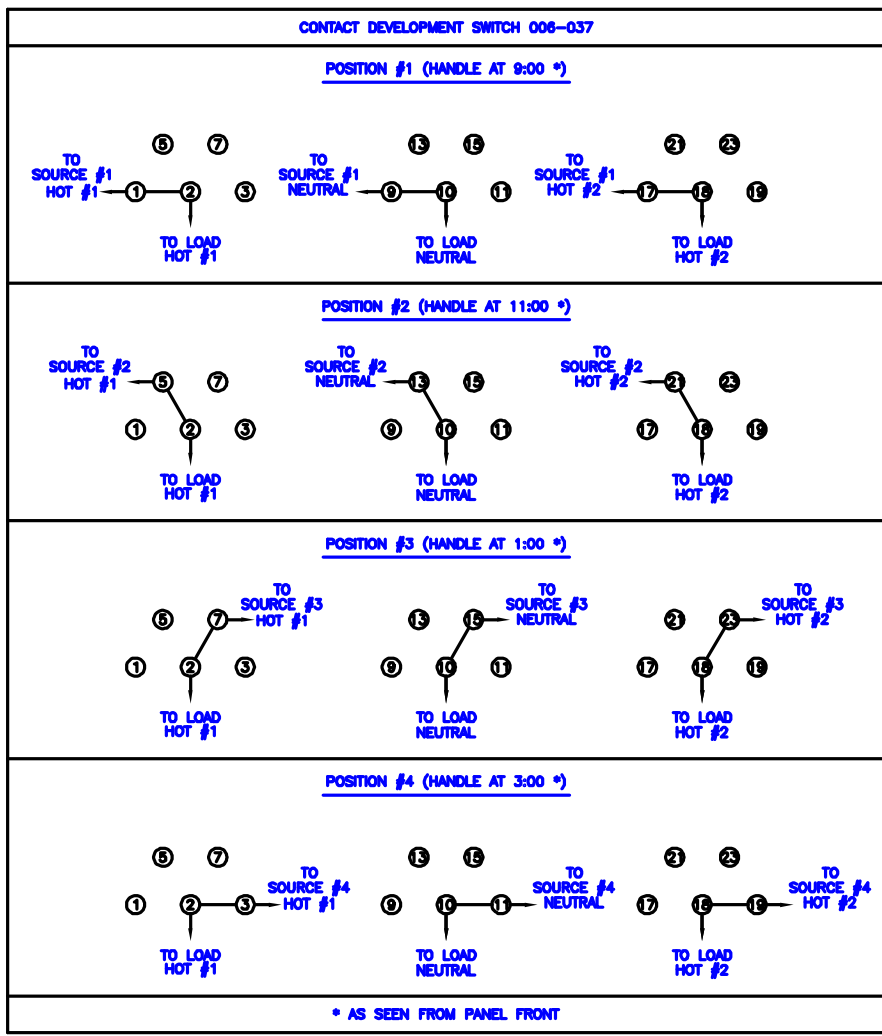 CONTACT DEVELOPMENT SWITCH 006-037
POSITION #1 (HANDLE AT 9:00 *)
5 7
TO
SOURCE #1
HOT #1
1 2 3
TO LOAD
HOT #1
13 15
TO
SOURCE #1
NEUTRAL
9 10 11
TO LOAD
NEUTRAL
21 23
TO
SOURCE #1
HOT #2
17 18 19
TO LOAD
HOT #2
POSITION #2 (HANDLE AT 11:00 *)
TO
SOURCE #2
HOT #1
5 7
1 2 3
TO LOAD
HOT #1
TO
SOURCE #2
NEUTRAL
13 15
9 10 11
TO LOAD
NEUTRAL
TO
SOURCE #2
HOT #2
21 23
17 18 19
TO LOAD
HOT #2
POSITION #3 (HANDLE AT 1:00 *)
TO
SOURCE #3
HOT #1
5 7
1 2 3
TO LOAD
HOT #1
TO
SOURCE #3
NEUTRAL
13 15
9 10 11
TO LOAD
NEUTRAL
TO
SOURCE #3
HOT #2
21 23
17 18 19
TO LOAD
HOT #2
POSITION #4 (HANDLE AT 3:00 *)
5 7
TO
SOURCE #4
HOT #1
1 2 3
TO LOAD
HOT #1
13 15
TO
SOURCE #4
NEUTRAL
9 10 11
TO LOAD
NEUTRAL
21 23
TO
SOURCE #4
HOT #2
17 18 19
TO LOAD
HOT #2
* AS SEEN FROM PANEL FRONT